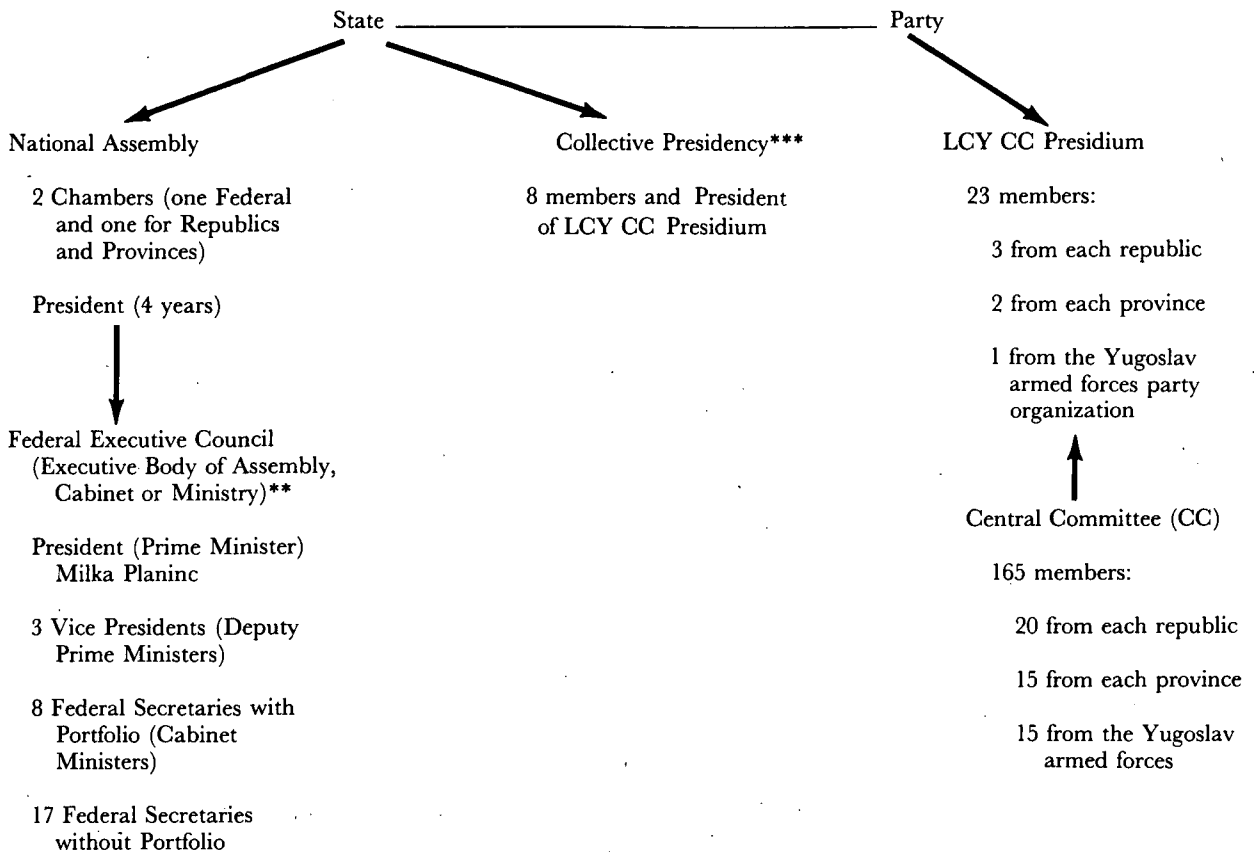 State Party
National Assembly
2 Chambers (one Federal
and one for Republics
and Provinces)
President (4 years)
Federal Executive Council
(Executive Body of Assembly,
Cabinet or Ministry)**
President (Prime Minister)
Milka Planinc
3 Vice Presidents (Deputy
Prime Ministers)
8 Federal Secretaries with
Portfolio (Cabinet
Ministers)
17 Federal Secretaries
without Portfolio
Collective Presidency***
8 members and President
of LCY CC Presidium
LCY CC Presidium
23 members:
3 from each republic
2 from each province
1 from the Yugoslav
armed forces party
organization
Central Committee (CC)
165 members:
20 from each republic
15 from each province
15 from the Yugoslav
armed forces